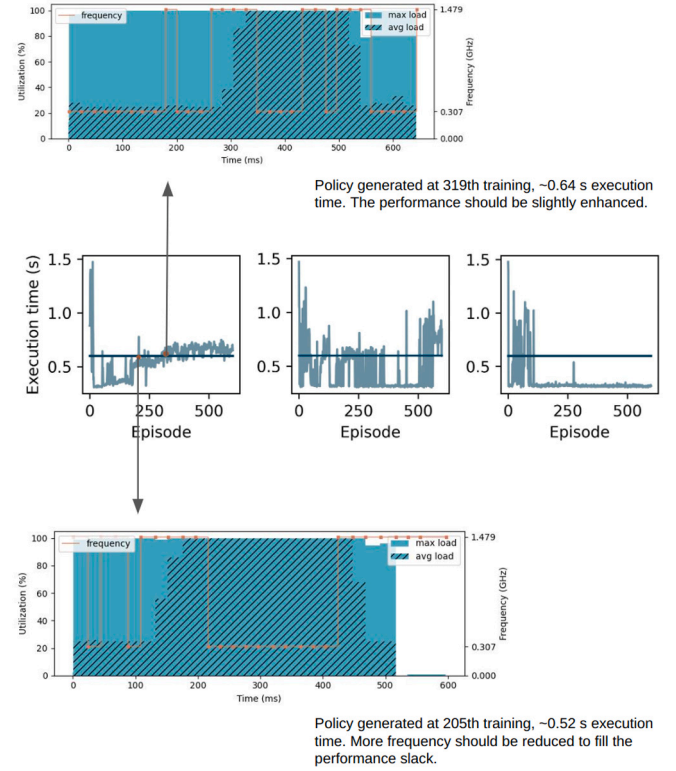 100
80
60
40
20
0
Utilization (%)
frequency
max load
avg load
1.479
0.307
0.000
Frequency (GHz)
0 100 200 300 400 500 600
Time (ms)
Policy generated at 319th training, ~0.64 s execution
time. The performance should be slightly enhanced.
Execution time (s)
1.5
1.0
0.5
0 250 500
Episode
1.5
1.0
0.5
0 250 500
Episode
1.5
1.0
0.5
0 250 500
Episode
100
80
60
40
20
0
Utilization (%)
frequency
max load
avg load
1.479
0.307
0.000
Frequency (GHz)
0 100 200 300 400 500 600
Time (ms)
Policy generated at 205th training, ~0.52 s execution
time. More frequency should be reduced to fill the
performance slack.